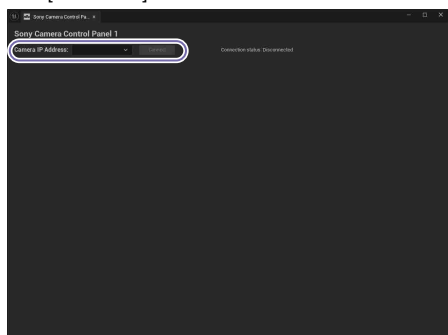 Sony Camera Control Pa..
Sony Camera Control Panel 1
Camera IP Address:
Connect
Connection status: Disconnected